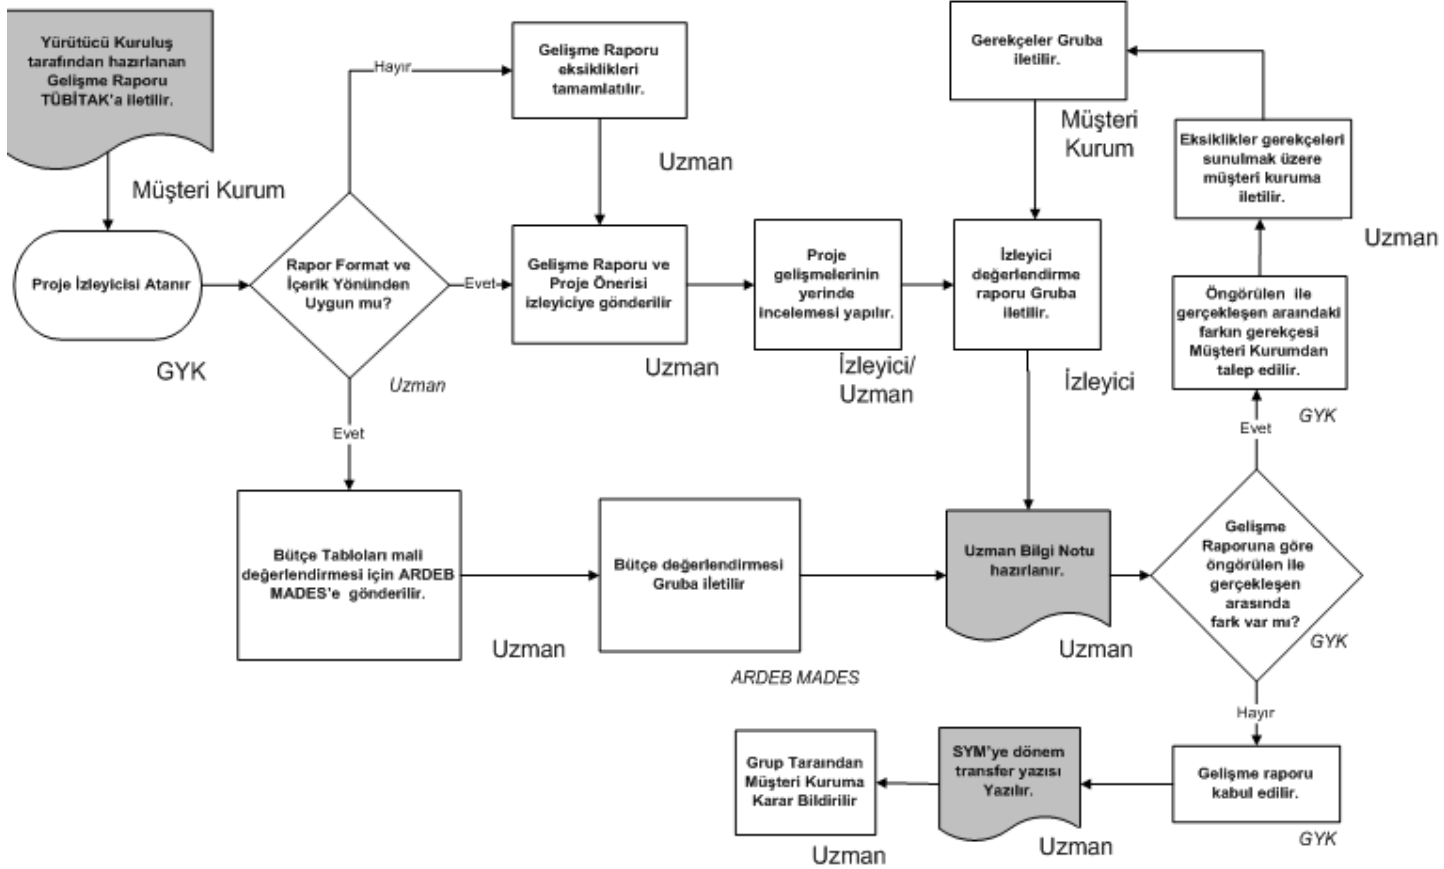 Yürütücü Kuruluş
tarafından hazırlanan
Gelişme Raporu
TÜBİTAK'a iletilir.
Müşteri Kurum
Proje İzleyicisi Atanır
GYK
Rapor Format ve
İçerik Yönünden
Uygun mu?
Uzman
Hayır
Gelişme Raporu
eksiklikleri
tamamlatılır.
Uzman
Evet
Gelişme Raporu ve
Proje Önerisi
izleyiciye gönderilir
Uzman
Proje
gelişmelerinin
yerinde
incelemesi yapılır.
İzleyici/
Uzman
Gerekçeler Gruba
iletilir.
Müşteri
Kurum
İzleyici
değerlendirme
raporu Gruba
iletilir.
İzleyici
Eksiklikler gerekçeleri
sunulmak üzere
müşteri kuruma
iletilir.
Uzman
Öngörülen ile
gerçekleşen araındaki
farkın gerekçesi
Müşteri Kurumdan
talep edilir.
GYK
Evet
Evet
Bütçe Tabloları mali
değerlendirmesi için ARDEB
MADES'e gönderilir.
Uzman
Bütçe değerlendirmesi
Gruba iletilir
ARDEB MADES
Uzman Bilgi Notu
hazırlanır.
Uzman
Gelişme
Raporuna göre
öngörülen ile
gerçekleşen
arasında
fark var mı?
GYK
Hayır
Gelişme raporu
kabul edilir.
GYK
SYM'ye dönem
transfer yazısı
Yazılır.
Uzman
Grup Taraından
Müşteri Kuruma
Karar Bildirilir
Uzman